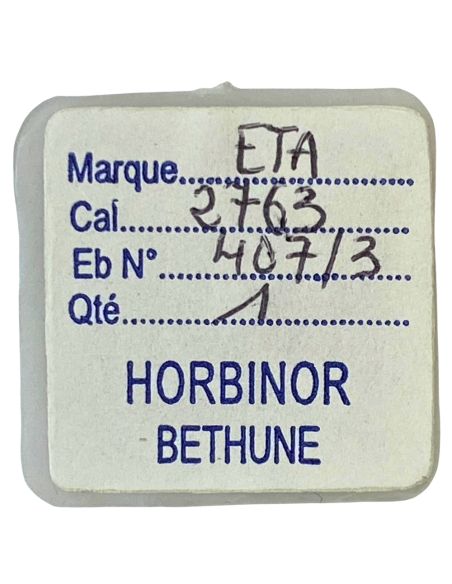 Marque............ETA............
Cal............2763............
Eb N°............407/3............
Qté............1............
HORBINOR
BETHUNE